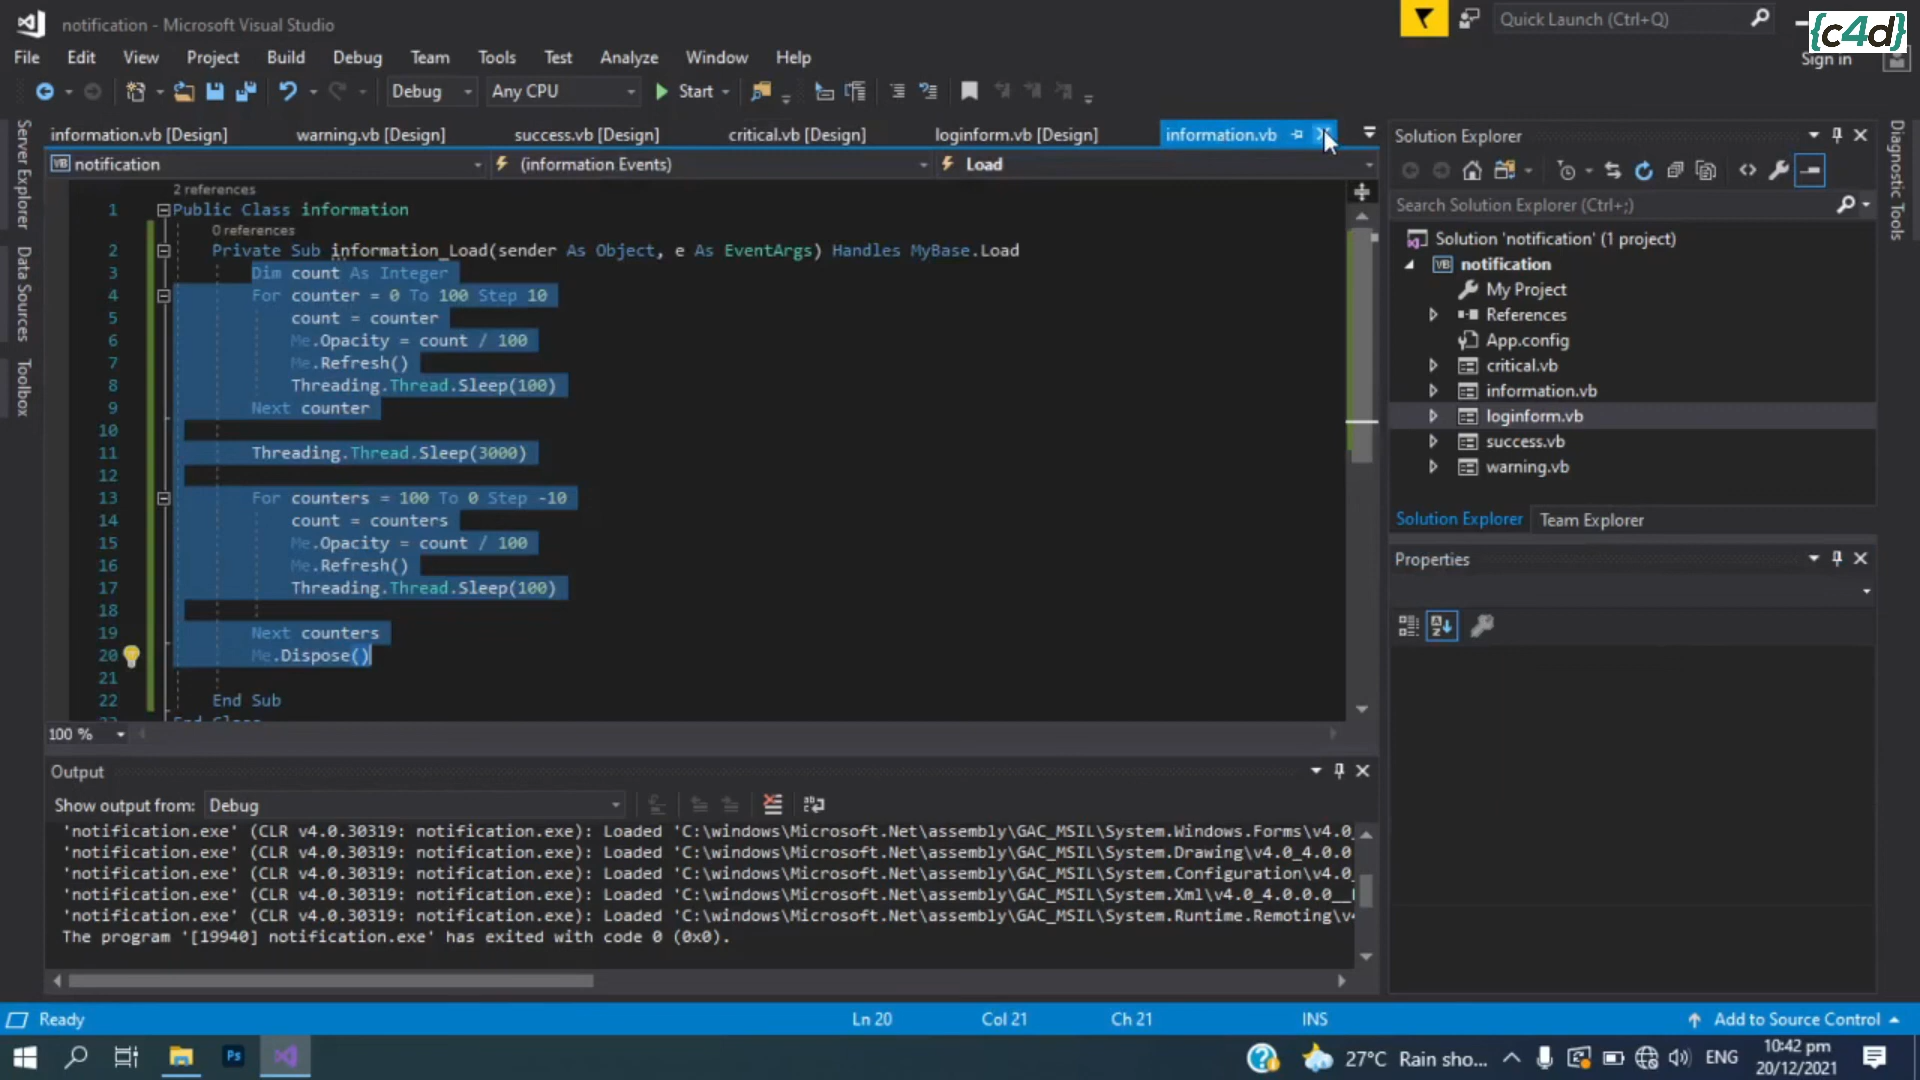 notification - Microsoft Visual Studio
Quick Launch (Ctrl+Q)
{c4d}
File Edit View Project Build Debug Team Tools Test Analyze Window Help
Sign in
Debug Any CPU Start
information.vb [Design] warning.vb [Design] success.vb [Design] critical.vb [Design] loginform.vb [Design] information.vb
notification (information Events) Load
Server Explorer
Data Sources
Toolbox
2 references
1 Public Class information
0 references
2 Private Sub information_Load(sender As Object, e As EventArgs) Handles MyBase.Load
3 Dim count As Integer
4 For counter = 0 To 100 Step 10
5 count = counter
6 Me.Opacity = count / 100
7 Me.Refresh()
8 Threading.Thread.Sleep(100)
9 Next counter
10
11 Threading.Thread.Sleep(3000)
12
13 For counters = 100 To 0 Step -10
14 count = counters
15 Me.Opacity = count / 100
16 Me.Refresh()
17 Threading.Thread.Sleep(100)
18
19 Next counters
20 Me.Dispose()
21
22 End Sub
23 End Class
100 %
Output
Show output from: Debug
'notification.exe' (CLR v4.0.30319: notification.exe): Loaded 'C:\windows\Microsoft.Net\assembly\GAC_MSIL\System.Windows.Forms\v4.0_
'notification.exe' (CLR v4.0.30319: notification.exe): Loaded 'C:\windows\Microsoft.Net\assembly\GAC_MSIL\System.Drawing\v4.0_4.0.0
'notification.exe' (CLR v4.0.30319: notification.exe): Loaded 'C:\windows\Microsoft.Net\assembly\GAC_MSIL\System.Configuration\v4.0_
'notification.exe' (CLR v4.0.30319: notification.exe): Loaded 'C:\windows\Microsoft.Net\assembly\GAC_MSIL\System.Xml\v4.0_4.0.0.0__
'notification.exe' (CLR v4.0.30319: notification.exe): Loaded 'C:\windows\Microsoft.Net\assembly\GAC_MSIL\System.Runtime.Remoting\v4
The program '[19940] notification.exe' has exited with code 0 (0x0).
Solution Explorer
Search Solution Explorer (Ctrl+;)
Solution 'notification' (1 project)
VB notification
My Project
References
App.config
critical.vb
information.vb
loginform.vb
success.vb
warning.vb
Solution Explorer Team Explorer
Properties
Diagnostic Tools
Ready Ln 20 Col 21 Ch 21 INS Add to Source Control
Ps 27°C Rain sho... ENG 10:42 pm
20/12/2021